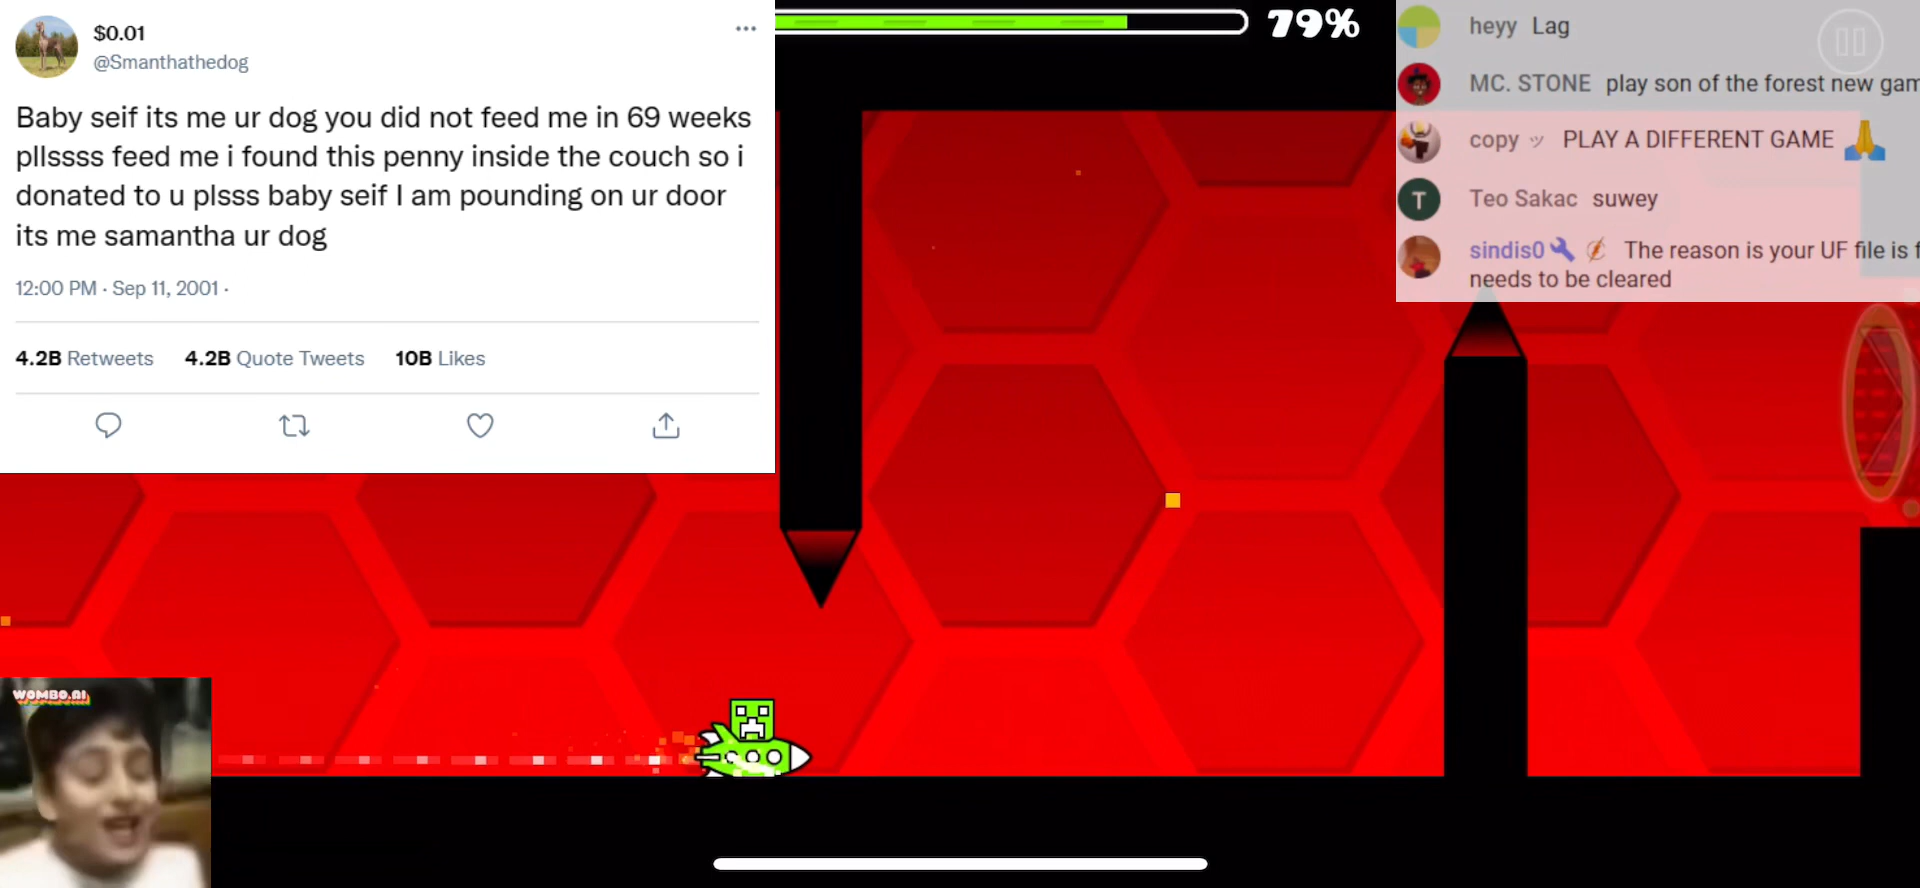 $0.01
@Smanthathedog
Baby seif its me ur dog you did not feed me in 69 weeks
pllssss feed me i found this penny inside the couch so i
donated to u plsss baby seif I am pounding on ur door
its me samantha ur dog
12:00 PM · Sep 11, 2001 ·
4.2B Retweets 4.2B Quote Tweets 10B Likes
79%
heyy Lag
MC. STONE play son of the forest new gam
copy ッ PLAY A DIFFERENT GAME 🙏
T Teo Sakac suwey
sindis0 The reason is your UF file is f
needs to be cleared
WOMBO.AI